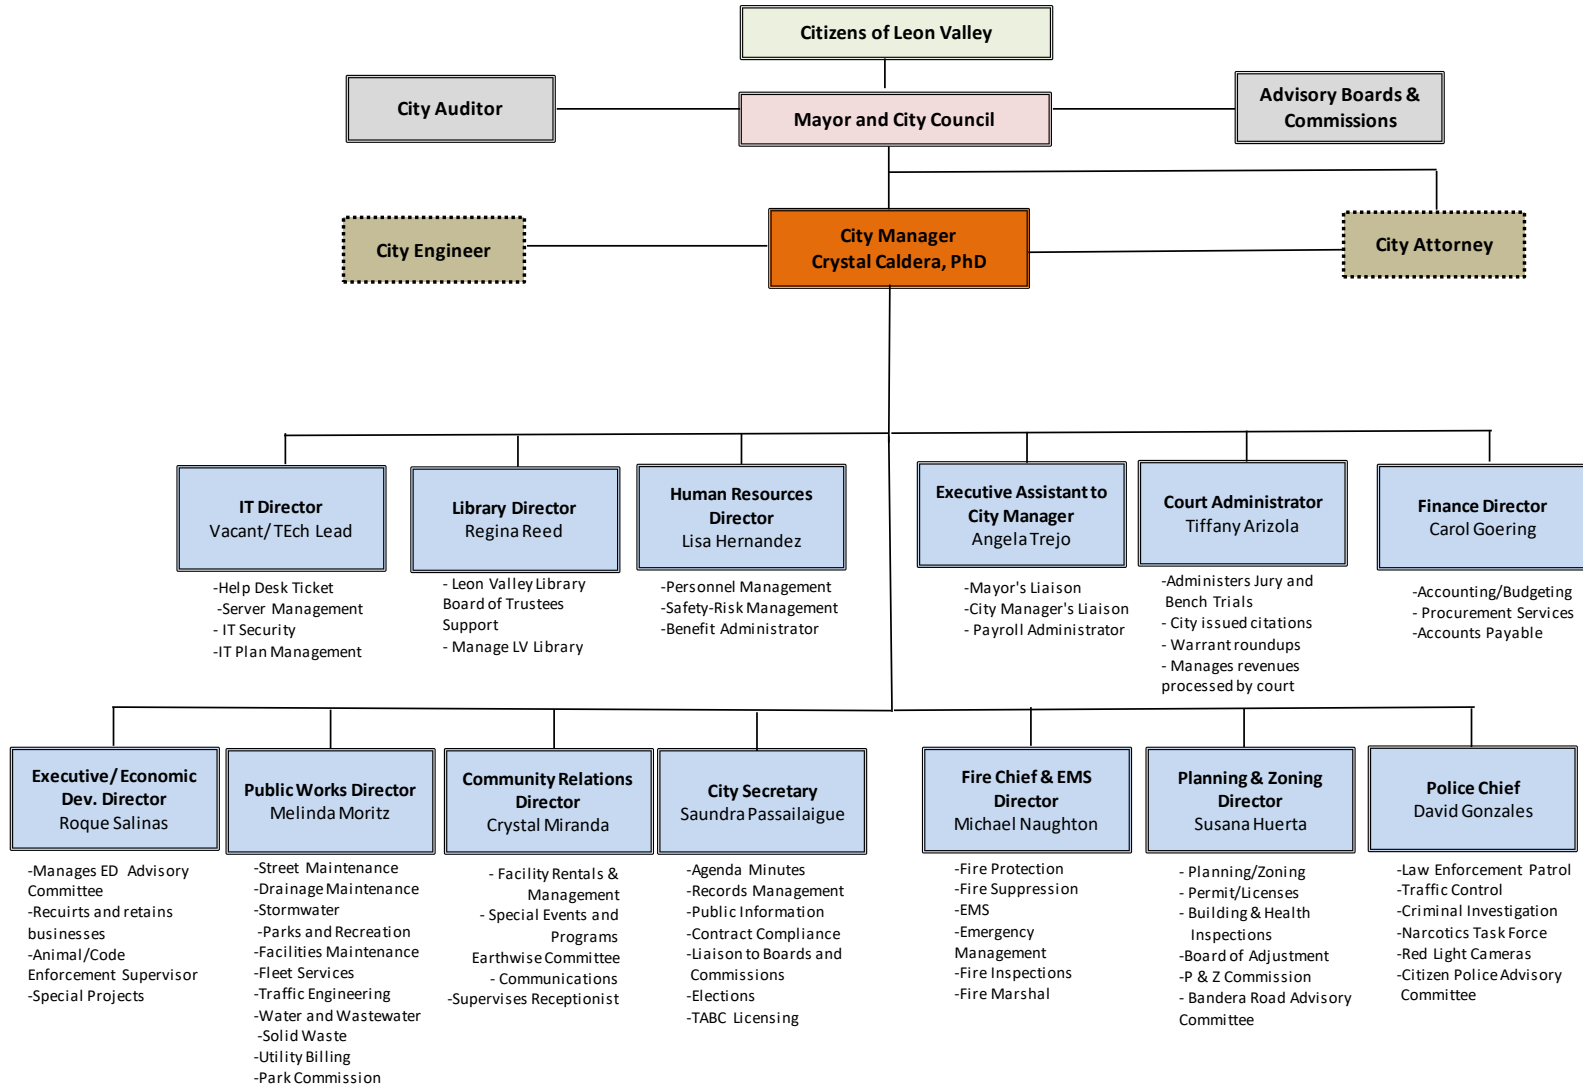 Citizens of Leon Valley
City Auditor
Mayor and City Council
Advisory Boards &
Commissions
City Engineer
City Manager
Crystal Caldera, PhD
City Attorney
IT Director
Vacant/ TEch Lead
Library Director
Regina Reed
Human Resources
Director
Lisa Hernandez
Executive Assistant to
City Manager
Angela Trejo
Court Administrator
Tiffany Arizola
Finance Director
Carol Goering
-Help Desk Ticket
-Server Management
- IT Security
-IT Plan Management
- Leon Valley Library
Board of Trustees
Support
- Manage LV Library
-Personnel Management
-Safety-Risk Management
-Benefit Administrator
-Mayor's Liaison
-City Manager's Liaison
- Payroll Administrator
-Administers Jury and
Bench Trials
- City issued citations
- Warrant roundups
- Manages revenues
processed by court
-Accounting/Budgeting
- Procurement Services
-Accounts Payable
Executive/ Economic
Dev. Director
Roque Salinas
Public Works Director
Melinda Moritz
Community Relations
Director
Crystal Miranda
City Secretary
Saundra Passailaigue
Fire Chief & EMS
Director
Michael Naughton
Planning & Zoning
Director
Susana Huerta
Police Chief
David Gonzales
-Manages ED Advisory
Committee
-Recuirts and retains
businesses
-Animal/Code
Enforcement Supervisor
-Special Projects
-Street Maintenance
-Drainage Maintenance
-Stormwater
-Parks and Recreation
-Facilities Maintenance
-Fleet Services
-Traffic Engineering
-Water and Wastewater
-Solid Waste
-Utility Billing
-Park Commission
- Facility Rentals &
Management
- Special Events and
Programs
Earthwise Committee
- Communications
-Supervises Receptionist
-Agenda Minutes
-Records Management
-Public Information
-Contract Compliance
-Liaison to Boards and
Commissions
-Elections
-TABC Licensing
-Fire Protection
-Fire Suppression
-EMS
-Emergency
Management
-Fire Inspections
-Fire Marshal
- Planning/Zoning
- Permit/Licenses
- Building & Health
Inspections
-Board of Adjustment
-P & Z Commission
- Bandera Road Advisory
Committee
-Law Enforcement Patrol
-Traffic Control
-Criminal Investigation
-Narcotics Task Force
-Red Light Cameras
-Citizen Police Advisory
Committee